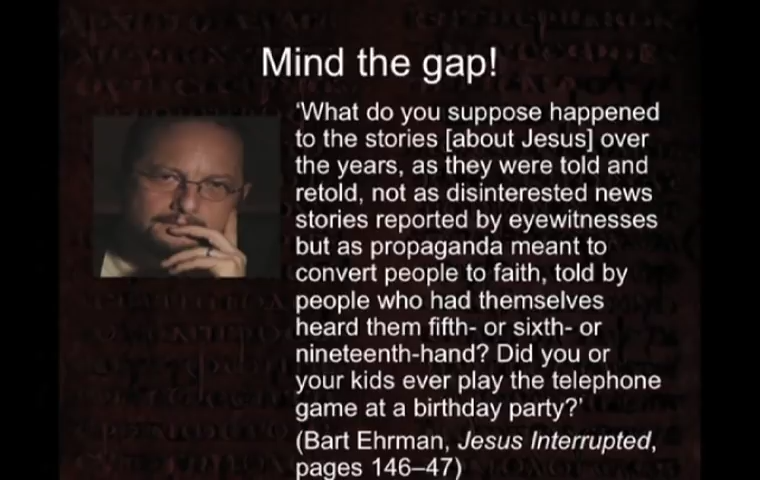 Mind the gap!
‘What do you suppose happened
to the stories [about Jesus] over
the years, as they were told and
retold, not as disinterested news
stories reported by eyewitnesses
but as propaganda meant to
convert people to faith, told by
people who had themselves
heard them fifth- or sixth- or
nineteenth-hand? Did you or
your kids ever play the telephone
game at a birthday party?’
(Bart Ehrman, Jesus Interrupted,
pages 146–47)